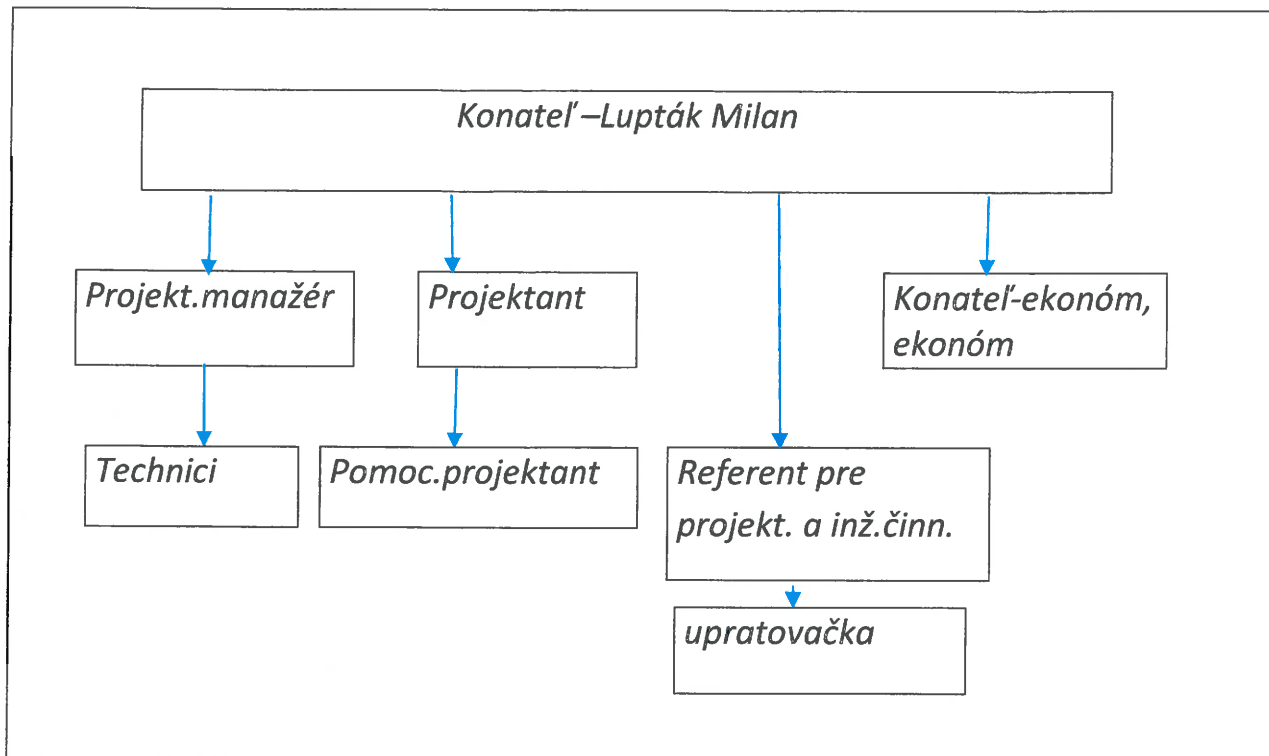 Konateľ –Lupták Milan
Projekt.manažér
Projektant
Konateľ-ekonóm,
ekonóm
Technici
Pomoc.projektant
Referent pre
projekt. a inž.činn.
upratovačka